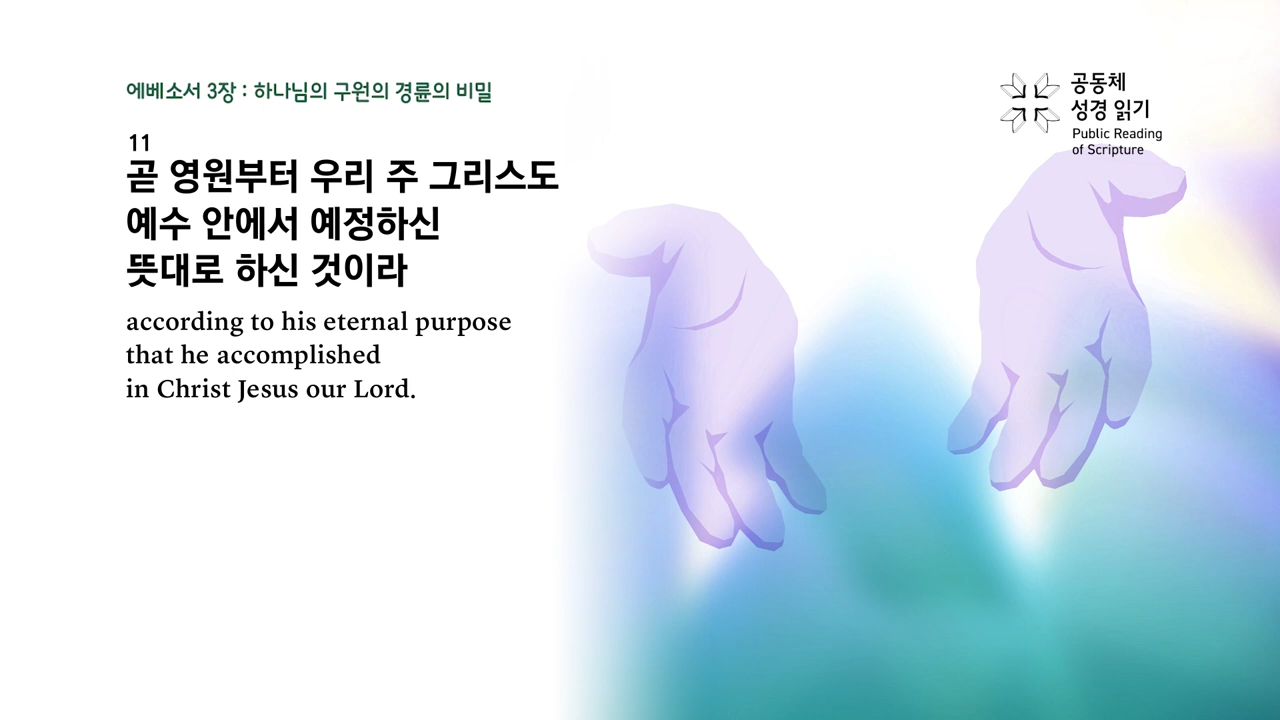 에베소서 3장 : 하나님의 구원의 경륜의 비밀
공동체
성경 읽기
Public Reading
of Scripture
11
곧 영원부터 우리 주 그리스도
예수 안에서 예정하신
뜻대로 하신 것이라
according to his eternal purpose
that he accomplished
in Christ Jesus our Lord.